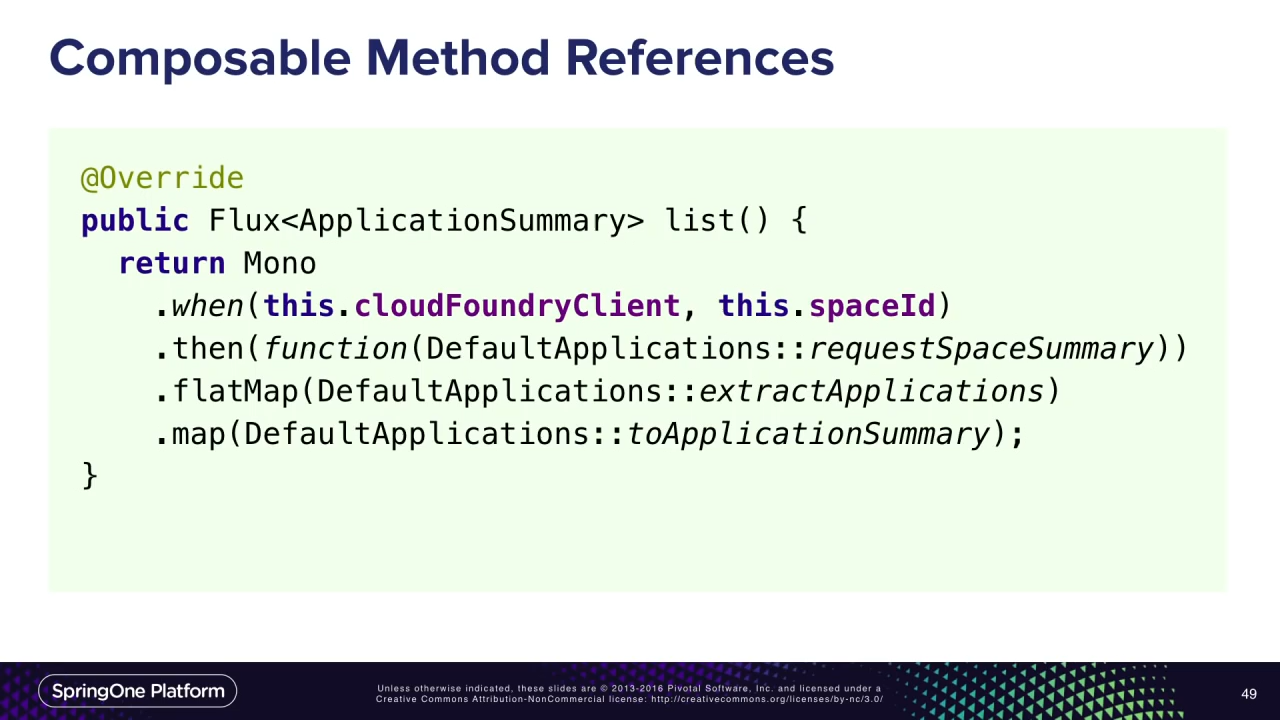 Composable Method References
@Override
public Flux<ApplicationSummary> list() {
  return Mono
    .when(this.cloudFoundryClient, this.spaceId)
    .then(function(DefaultApplications::requestSpaceSummary))
    .flatMap(DefaultApplications::extractApplications)
    .map(DefaultApplications::toApplicationSummary);
}
SpringOne Platform
Unless otherwise indicated, these slides are © 2013-2016 Pivotal Software, Inc. and licensed under a
Creative Commons Attribution-NonCommercial license: http://creativecommons.org/licenses/by-nc/3.0/
49